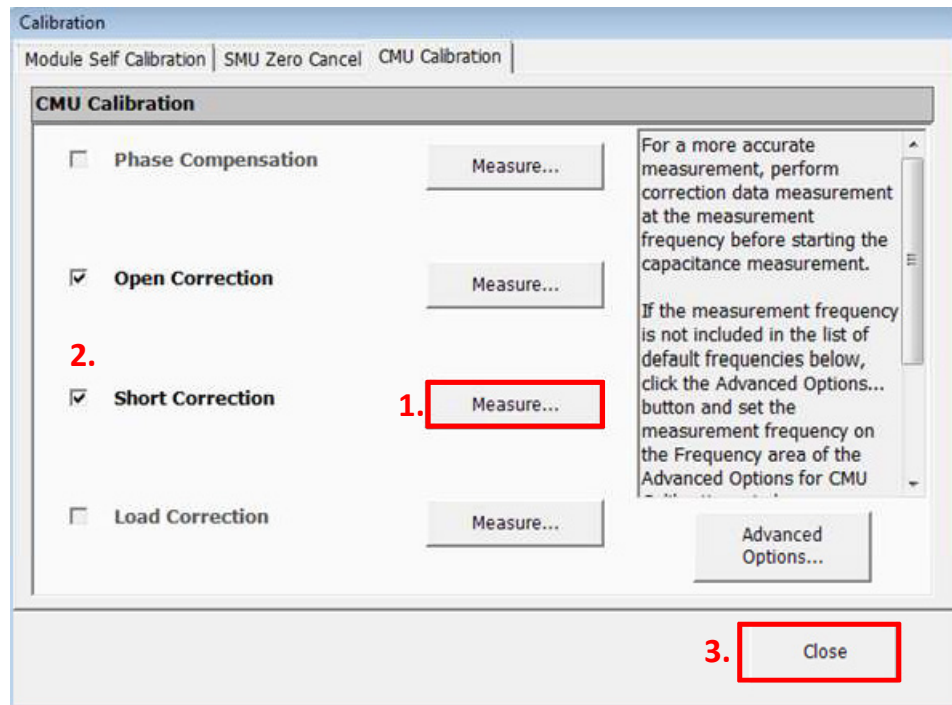 Calibration
Module Self Calibration
SMU Zero Cancel
CMU Calibration
CMU Calibration
Phase Compensation
Measure...
Open Correction
Measure...
2.
Short Correction
1.
Measure...
Load Correction
Measure...
For a more accurate
measurement, perform
correction data measurement
at the measurement
frequency before starting the
capacitance measurement.
If the measurement frequency
is not included in the list of
default frequencies below,
click the Advanced Options...
button and set the
measurement frequency on
the Frequency area of the
Advanced Options for CMU
Advanced
Options...
3.
Close